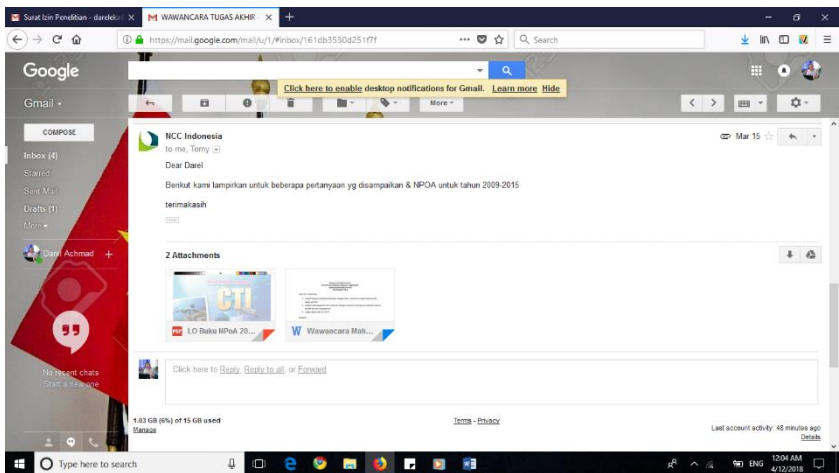 Surat Izin Penelitian - darelekal
WAWANCARA TUGAS AKHIR -
https://mail.google.com/mail/u/1/#inbox/161db3530d251f7f
Search
Google
Click here to enable desktop notifications for Gmail. Learn more Hide
Gmail
More
COMPOSE
Inbox (4)
Starred
Sent Mail
Drafts (1)
More
Darel Achmad
No recent chats
Start a new one
NCC Indonesia
Mar 15
to me, Tomy
Dear Darel
Berikut kami lampirkan untuk beberapa pertanyaan yg disampaikan & NPOA untuk tahun 2009-2015
terimakasih
2 Attachments
CTI
PDF LO Buku NPoA 20...
W Wawancara Mah...
Click here to Reply, Reply to all, or Forward
1.03 GB (6%) of 15 GB used
Manage
Terms - Privacy
Last account activity: 48 minutes ago
Details
Type here to search
ENG
12:04 AM
4/12/2018